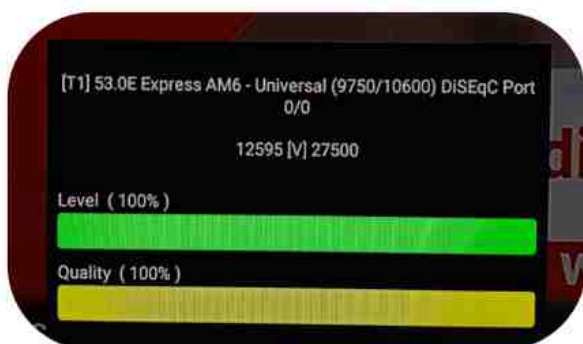 [T1] 53.0E Express AM6 - Universal (9750/10600) DiSEqC Port
0/0
12595 [V] 27500
Level ( 100% )
Quality ( 100% )